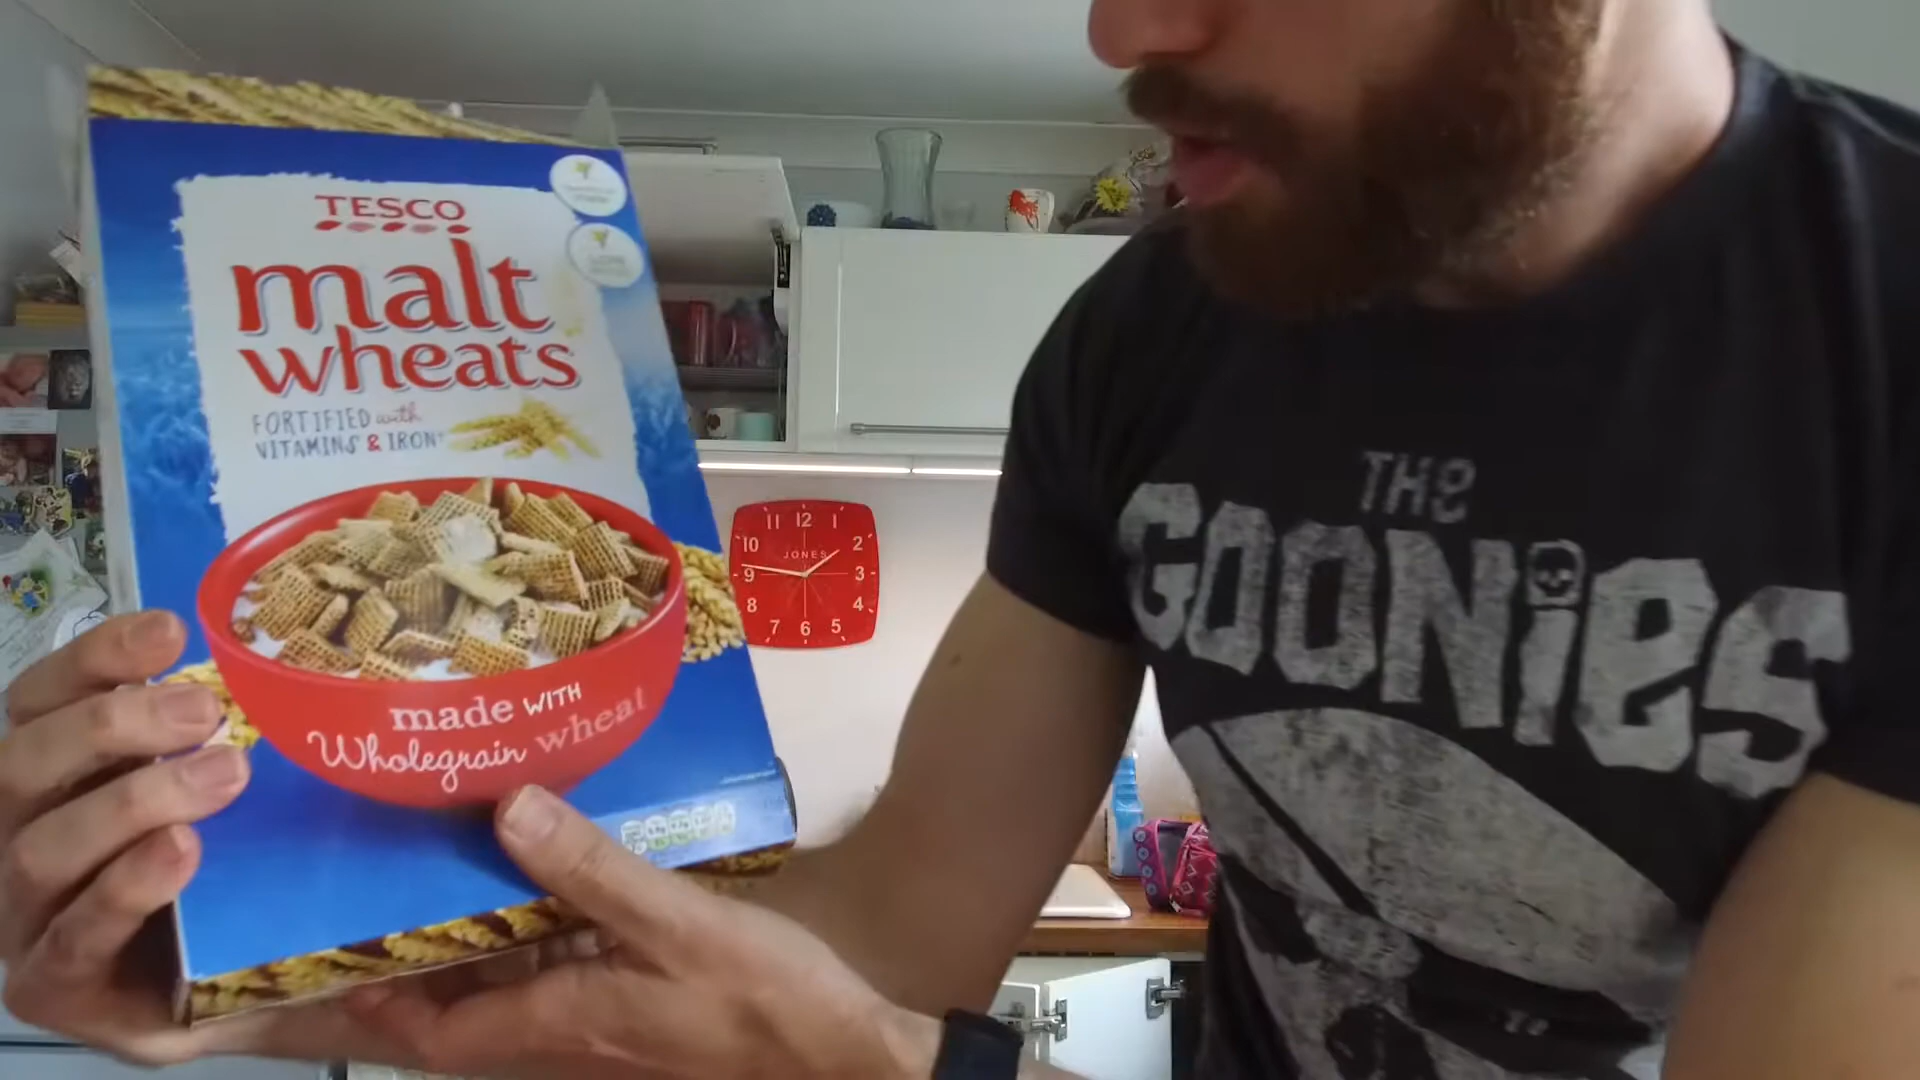 TESCO
malt
wheats
FORTIFIED with
VITAMINS & IRON†
made WITH
Wholegrain wheat
JONES
12
1
2
3
4
5
6
7
8
9
10
11
THE
GOONiES